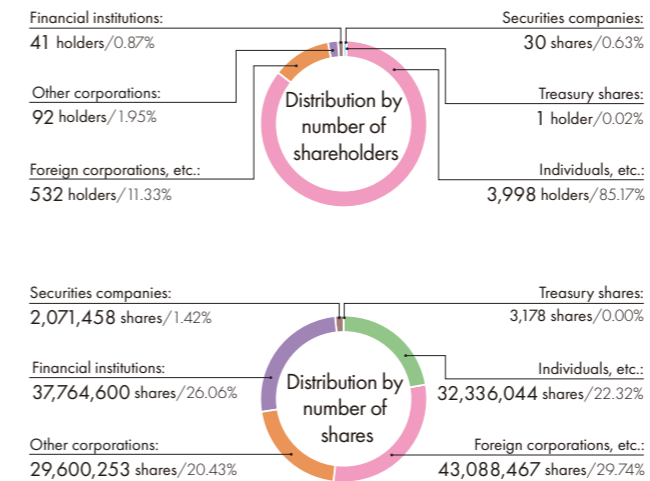 Financial institutions:
41 holders/0.87%
Other corporations:
92 holders/1.95%
Foreign corporations, etc.:
532 holders/11.33%
Distribution by
number of
shareholders
Securities companies:
30 shares/0.63%
Treasury shares:
1 holder/0.02%
Individuals, etc.:
3,998 holders/85.17%
Securities companies:
2,071,458 shares/1.42%
Financial institutions:
37,764,600 shares/26.06%
Other corporations:
29,600,253 shares/20.43%
Distribution by
number of
shares
Treasury shares:
3,178 shares/0.00%
Individuals, etc.:
32,336,044 shares/22.32%
Foreign corporations, etc.:
43,088,467 shares/29.74%